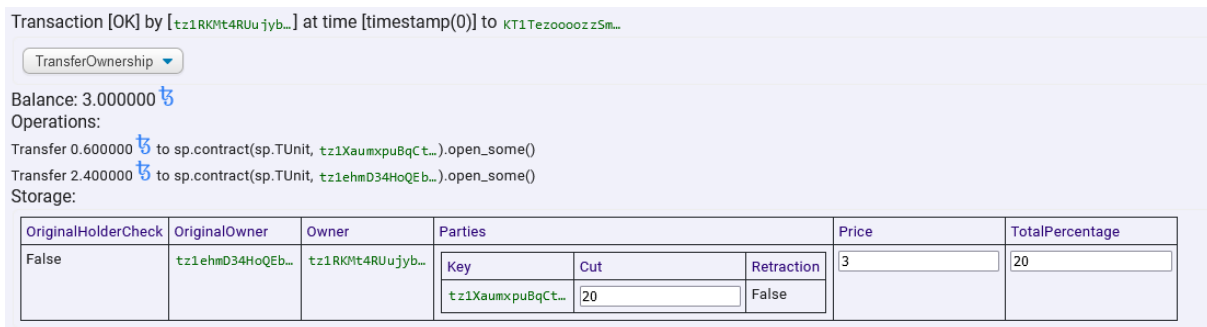 Transaction [OK] by [tz1RKMt4RUujyb…] at time [timestamp(0)] to KT1TezoooozzSm…
TransferOwnership
Balance: 3.000000 ꜩ
Operations:
Transfer 0.600000 ꜩ to sp.contract(sp.TUnit, tz1XaumxpuBqCt…).open_some()
Transfer 2.400000 ꜩ to sp.contract(sp.TUnit, tz1ehmD34HoQEb…).open_some()
Storage:
OriginalHolderCheck OriginalOwner Owner Parties Price TotalPercentage
False tz1ehmD34HoQEb… tz1RKMt4RUujyb… 3 20
Key Cut Retraction
tz1XaumxpuBqCt… 20 False